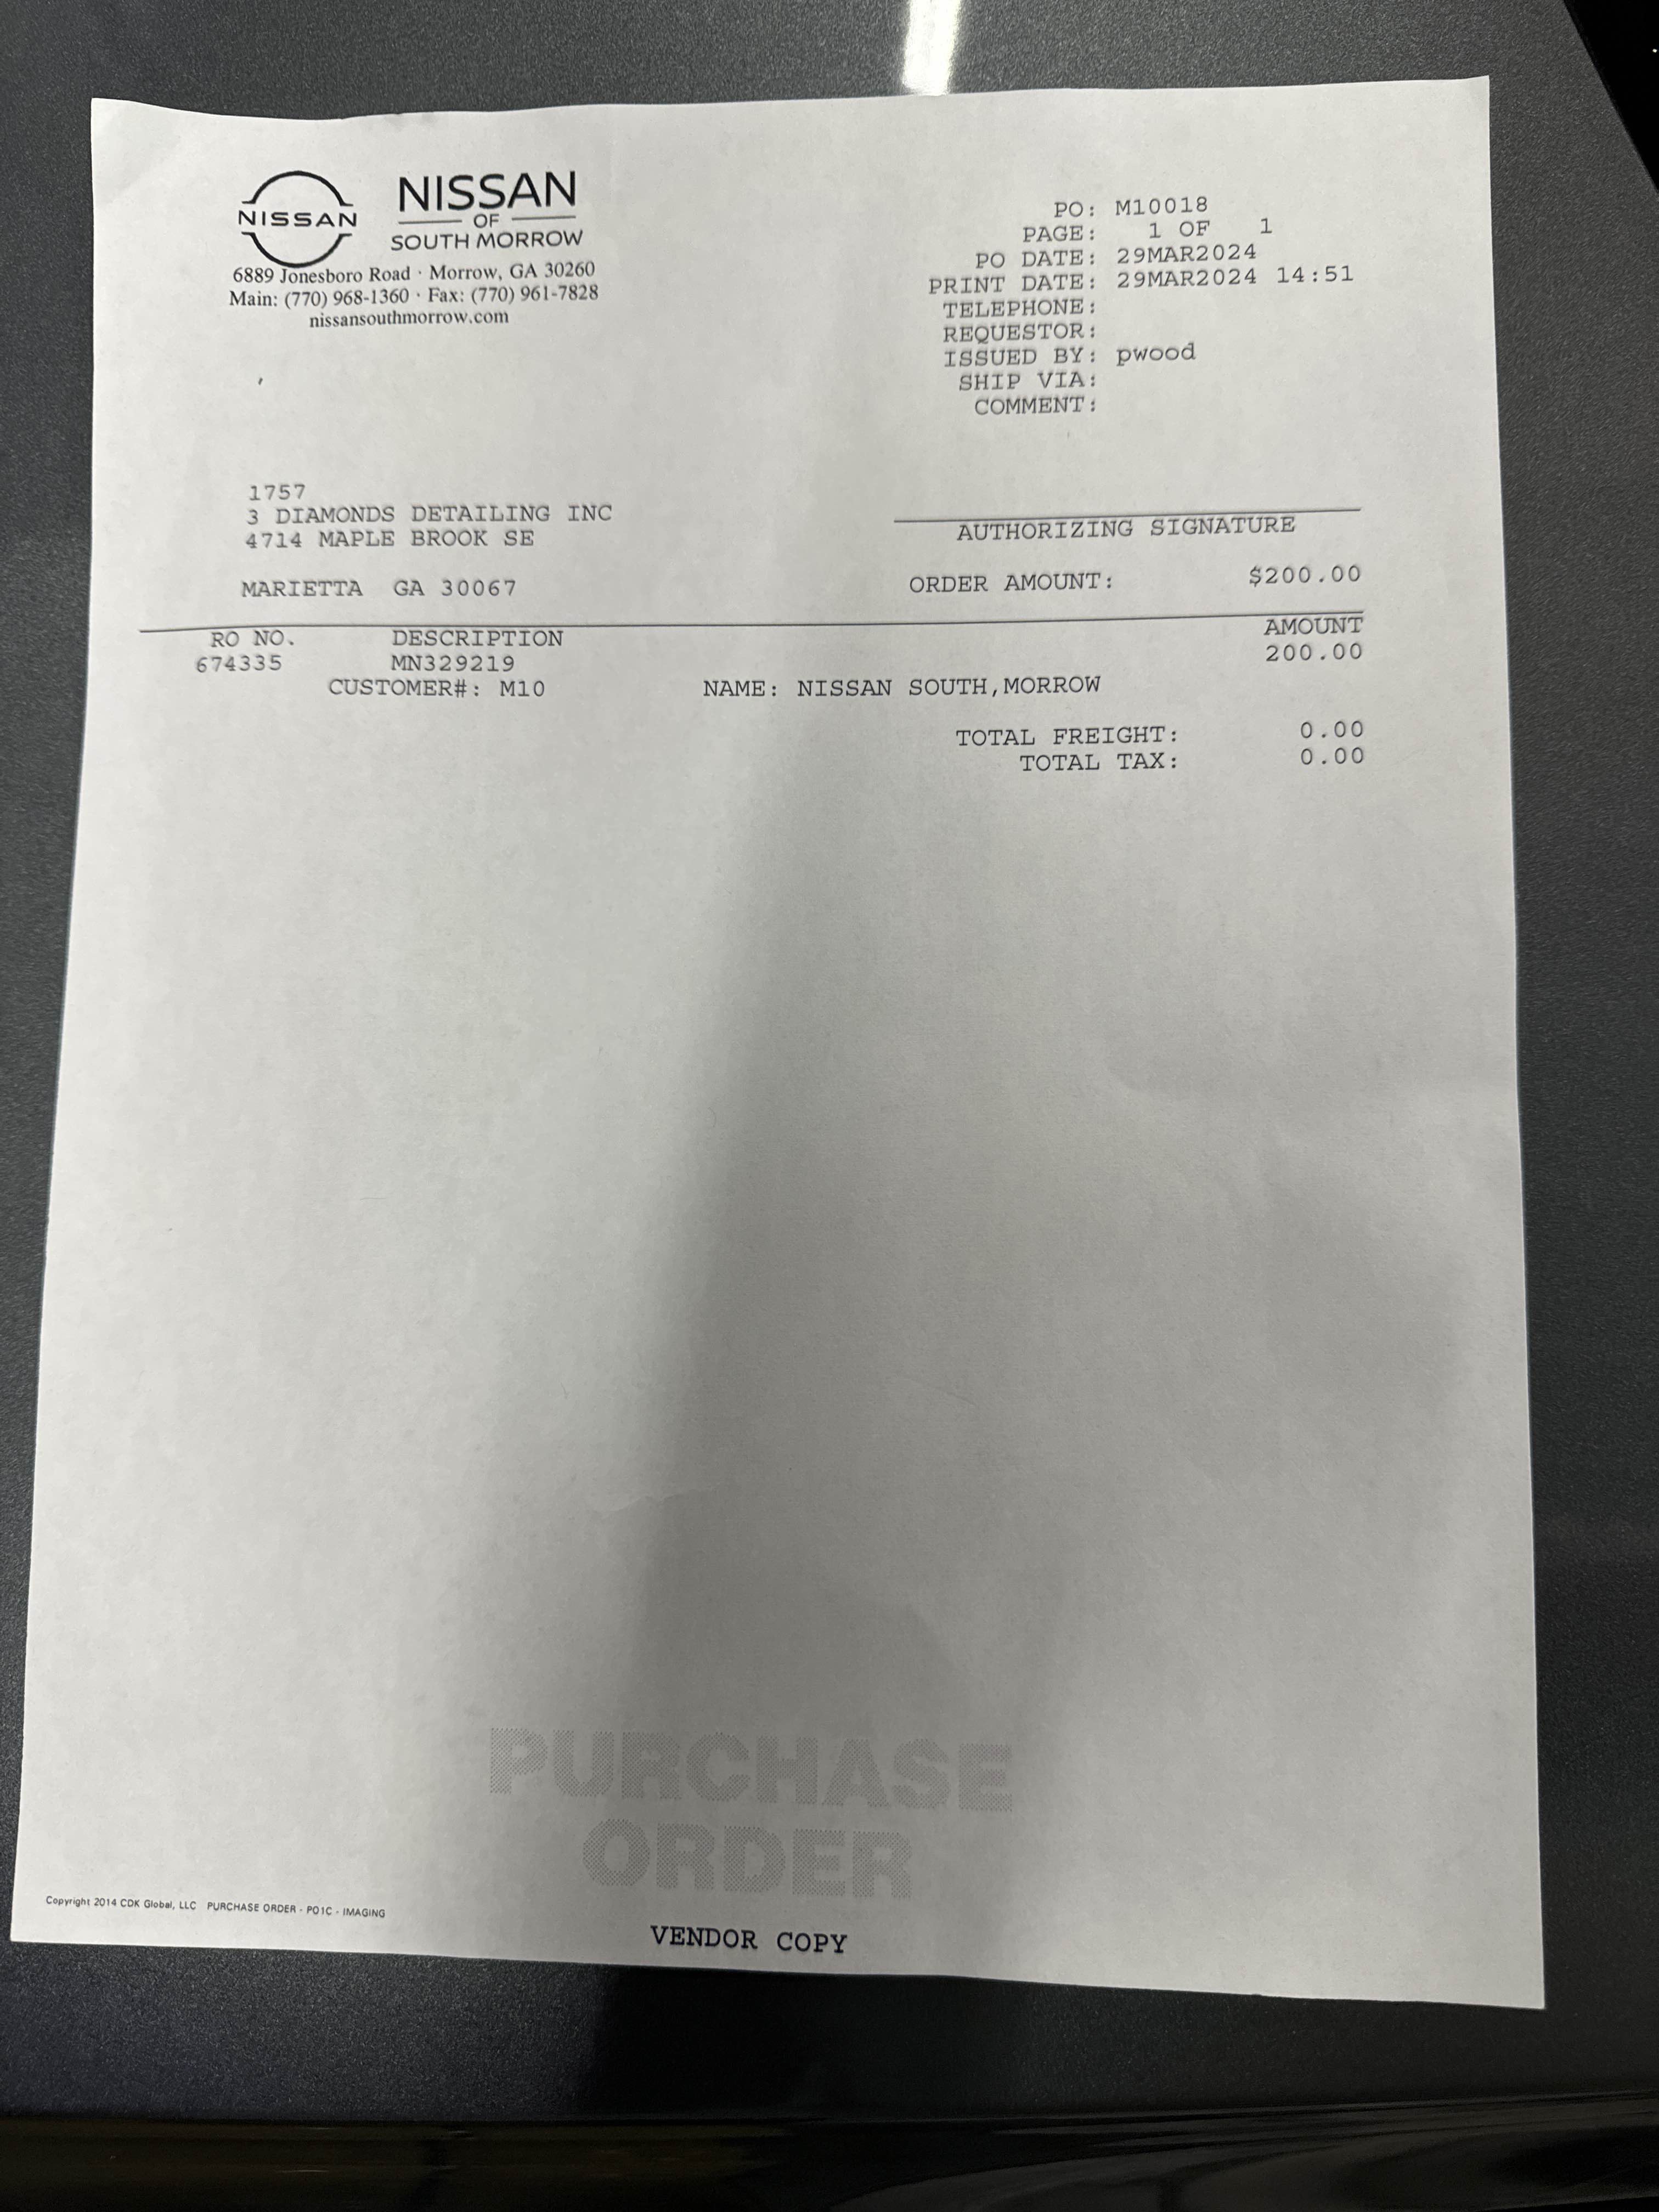 NISSAN
NISSAN
OF
SOUTH MORROW
6889 Jonesboro Road · Morrow, GA 30260
Main: (770) 968-1360 · Fax: (770) 961-7828
nissansouthmorrow.com
PO: M10018
PAGE: 1 OF 1
PO DATE: 29MAR2024
PRINT DATE: 29MAR2024 14:51
TELEPHONE:
REQUESTOR:
ISSUED BY: pwood
SHIP VIA:
COMMENT:
1757
3 DIAMONDS DETAILING INC
4714 MAPLE BROOK SE
MARIETTA GA 30067
AUTHORIZING SIGNATURE
ORDER AMOUNT: $200.00
RO NO. DESCRIPTION AMOUNT
674335 MN329219 200.00
CUSTOMER#: M10 NAME: NISSAN SOUTH,MORROW
TOTAL FREIGHT: 0.00
TOTAL TAX: 0.00
PURCHASE
ORDER
Copyright 2014 CDK Global, LLC PURCHASE ORDER - PO1C - IMAGING
VENDOR COPY